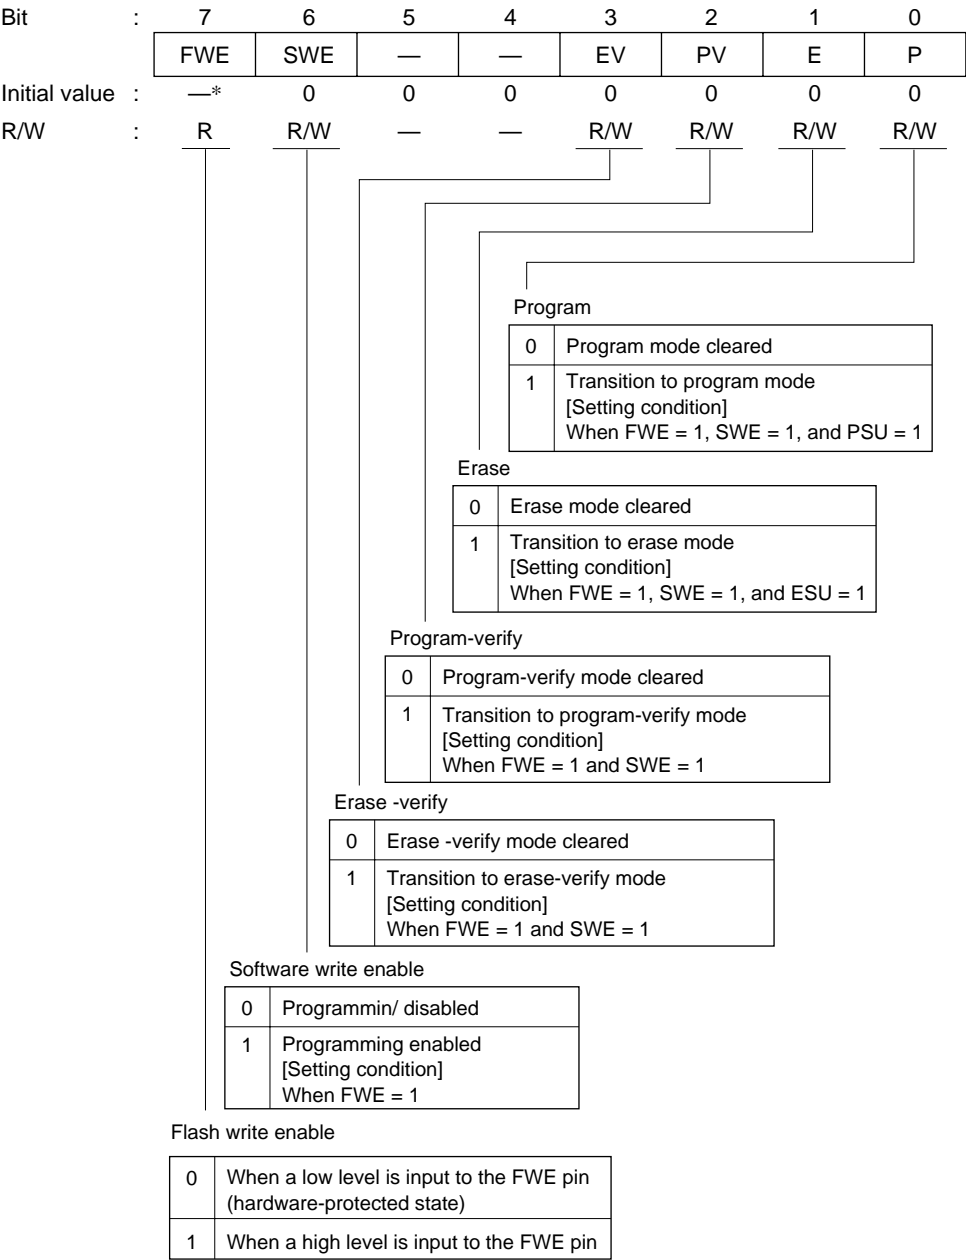 Bit : 7 6 5 4 3 2 1 0
FWE SWE — — EV PV E P
Initial value : —* 0 0 0 0 0 0 0
R/W : R R/W — — R/W R/W R/W R/W
Program
0 Program mode cleared
1 Transition to program mode
[Setting condition]
When FWE = 1, SWE = 1, and PSU = 1
Erase
0 Erase mode cleared
1 Transition to erase mode
[Setting condition]
When FWE = 1, SWE = 1, and ESU = 1
Program-verify
0 Program-verify mode cleared
1 Transition to program-verify mode
[Setting condition]
When FWE = 1 and SWE = 1
Erase -verify
0 Erase -verify mode cleared
1 Transition to erase-verify mode
[Setting condition]
When FWE = 1 and SWE = 1
Software write enable
0 Programmin/ disabled
1 Programming enabled
[Setting condition]
When FWE = 1
Flash write enable
0 When a low level is input to the FWE pin
(hardware-protected state)
1 When a high level is input to the FWE pin